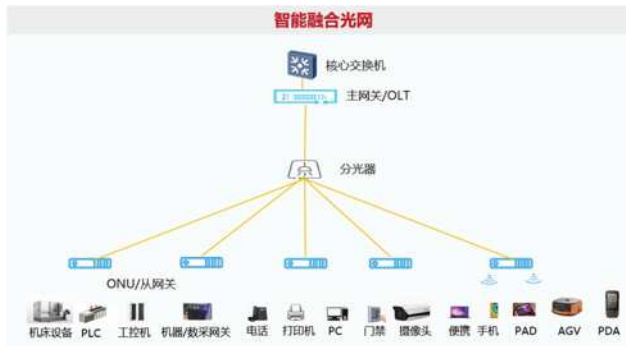 智能融合光网
核心交换机
主网关/OLT
分光器
ONU/从网关
机床设备 PLC 工控机 机器/数采网关 电话 打印机 PC 门禁 摄像头 便携 手机 PAD AGV PDA